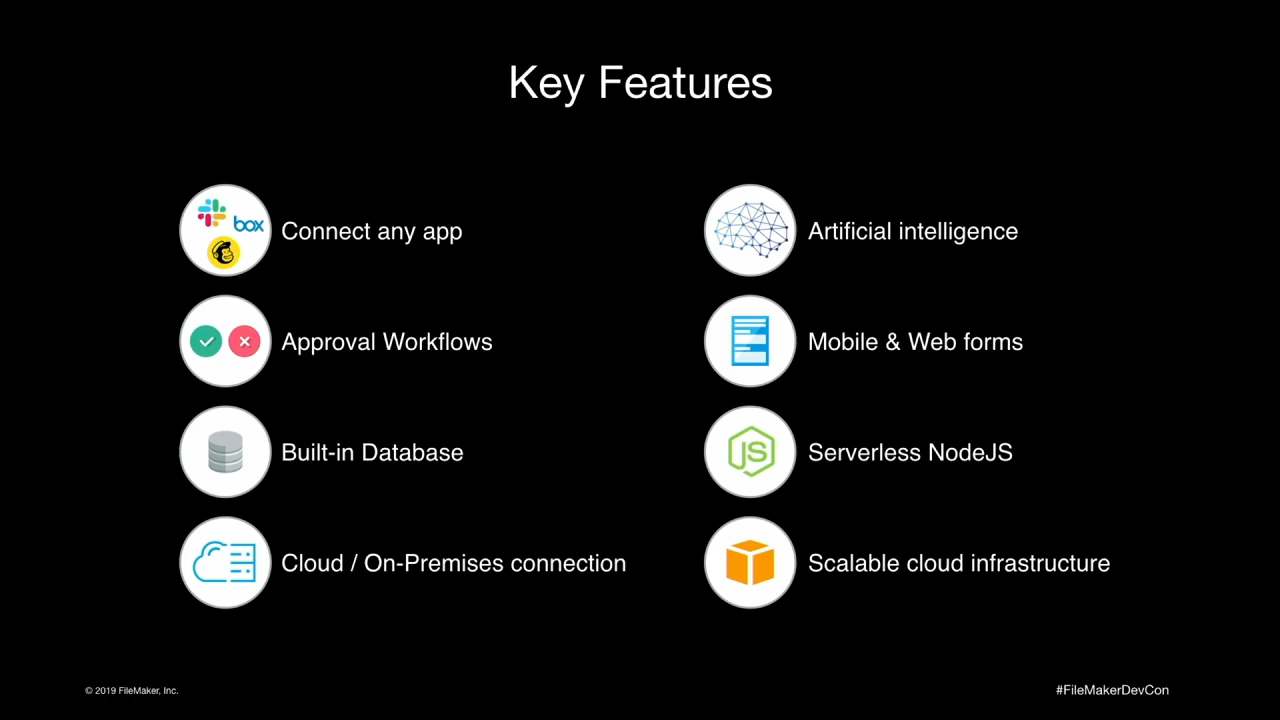 Key Features
box
Connect any app
Approval Workflows
Built-in Database
Cloud / On-Premises connection
Artificial intelligence
Mobile & Web forms
JS
Serverless NodeJS
Scalable cloud infrastructure
© 2019 FileMaker, Inc.
#FileMakerDevCon